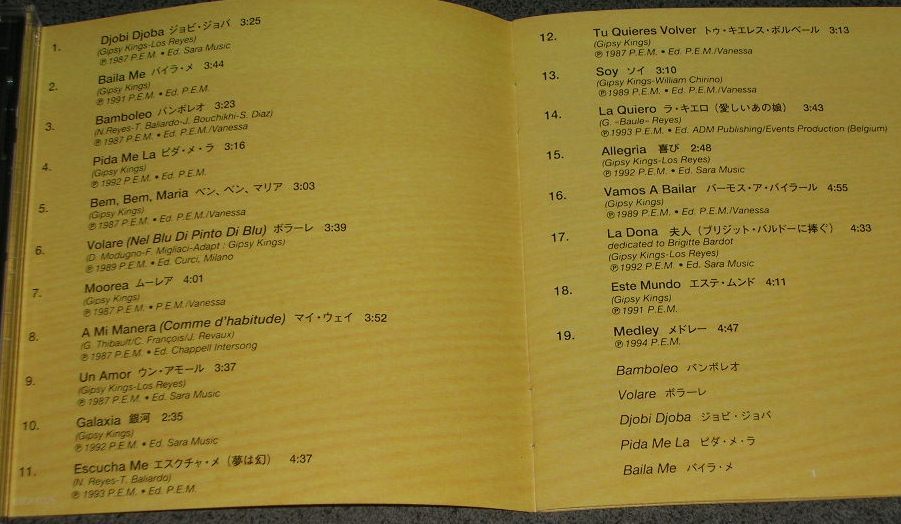 1. Djobi Djoba ジョビ・ジョバ 3:25
(Gipsy Kings-Los Reyes)
℗1987 P.E.M. • Ed. Sara Music
2. Baila Me バイラ・メ 3:44
(Gipsy Kings)
℗1991 P.E.M. • Ed. P.E.M.
3. Bamboleo バンボレオ 3:23
(N.Reyes-T. Baliardo-J. Bouchikhi-S. Diaz)
℗1987 P.E.M. • Ed. P.E.M./Vanessa
4. Pida Me La ピダ・メ・ラ 3:16
(Gipsy Kings)
℗1992 P.E.M. • Ed. P.E.M.
5. Bem, Bem, Maria ベン、ベン、マリア 3:03
(Gipsy Kings)
℗1987 P.E.M. • Ed. P.E.M./Vanessa
6. Volare (Nel Blu Di Pinto Di Blu) ボラーレ 3:39
(D. Modugno-F. Migliaci-Adapt : Gipsy Kings)
℗1989 P.E.M. • Ed. Curci, Milano
7. Moorea ムーレア 4:01
(Gipsy Kings)
℗1987 P.E.M. • P.E.M./Vanessa
8. A Mi Manera (Comme d'habitude) マイ・ウェイ 3:52
(G. Thibault/C. François/J. Revaux)
℗1987 P.E.M. • Ed. Chappell Intersong
9. Un Amor ウン・アモール 3:37
(Gipsy Kings-Los Reyes)
℗1987 P.E.M. • Ed. Sara Music
10. Galaxia 銀河 2:35
(Gipsy Kings)
℗1992 P.E.M. • Ed. Sara Music
11. Escucha Me エスクチャ・メ（夢は幻） 4:37
(N. Reyes-T. Baliardo)
℗1993 P.E.M. • Ed. P.E.M.
12. Tu Quieres Volver トゥ・キエレス・ボルベール 3:13
(Gipsy Kings)
℗1987 P.E.M. • Ed. P.E.M./Vanessa
13. Soy ソイ 3:10
(Gipsy Kings-William Chirino)
℗1989 P.E.M. • Ed. P.E.M./Vanessa
14. La Quiero ラ・キエロ（愛しいあの娘） 3:43
(G. «Baule» Reyes)
℗1993 P.E.M. • Ed. ADM Publishing/Events Production (Belgium)
15. Allegria 喜び 2:48
(Gipsy Kings-Los Reyes)
℗1992 P.E.M. • Ed. Sara Music
16. Vamos A Bailar バーモス・ア・バイラール 4:55
(Gipsy Kings)
℗1989 P.E.M. • Ed. P.E.M./Vanessa
17. La Dona 夫人（ブリジット・バルドーに捧ぐ） 4:33
dedicated to Brigitte Bardot
(Gipsy Kings-Los Reyes)
℗1992 P.E.M. • Ed. Sara Music
18. Este Mundo エステ・ムンド 4:11
(Gipsy Kings)
℗1991 P.E.M.
19. Medley メドレー 4:47
℗1994 P.E.M.
Bamboleo バンボレオ
Volare ボラーレ
Djobi Djoba ジョビ・ジョバ
Pida Me La ピダ・メ・ラ
Baila Me バイラ・メ